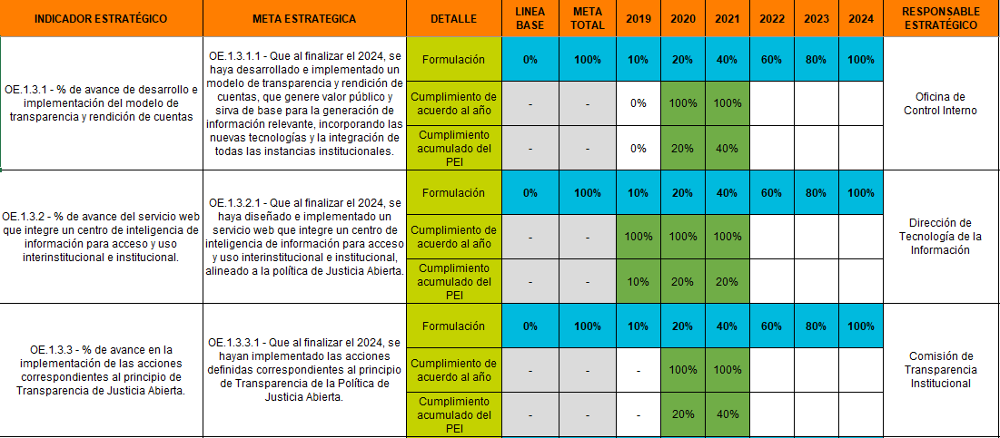 INDICADOR ESTRATÉGICO
META ESTRATEGICA
DETALLE
LINEA
BASE
META
TOTAL
2019
2020
2021
2022
2023
2024
RESPONSABLE
ESTRATÉGICO
OE.1.3.1 - % de avance de desarrollo e
implementación del modelo de
transparencia y rendición de cuentas
OE.1.3.1.1 - Que al finalizar el 2024, se
haya desarrollado e implementado un
modelo de transparencia y rendición de
cuentas, que genere valor público y
sirva de base para la generación de
información relevante, incorporando las
nuevas tecnologías y la integración de
todas las instancias institucionales.
Formulación
0%
100%
10%
20%
40%
60%
80%
100%
Cumplimiento de
acuerdo al año
-
-
0%
100%
100%
Cumplimiento
acumulado del
PEI
-
-
0%
20%
40%
Oficina de
Control Interno
OE.1.3.2 - % de avance del servicio web
que integre un centro de inteligencia de
información para acceso y uso
interinstitucional e institucional.
OE.1.3.2.1 - Que al finalizar el 2024, se
haya diseñado e implementado un
servicio web que integre un centro de
inteligencia de información para acceso
y uso interinstitucional e institucional,
alineado a la política de Justicia Abierta.
Formulación
0%
100%
10%
20%
40%
60%
80%
100%
Cumplimiento de
acuerdo al año
-
-
100%
100%
100%
Cumplimiento
acumulado del
PEI
-
-
10%
20%
20%
Dirección de
Tecnología de la
Información
OE.1.3.3 - % de avance en la
implementación de las acciones
correspondientes al principio de
Transparencia de Justicia Abierta.
OE.1.3.3.1 - Que al finalizar el 2024, se
hayan implementado las acciones
definidas correspondientes al principio
de Transparencia de la Política de
Justicia Abierta.
Formulación
0%
100%
10%
20%
40%
60%
80%
100%
Cumplimiento de
acuerdo al año
-
-
-
100%
100%
Cumplimiento
acumulado del
PEI
-
-
-
20%
40%
Comisión de
Transparencia
Institucional